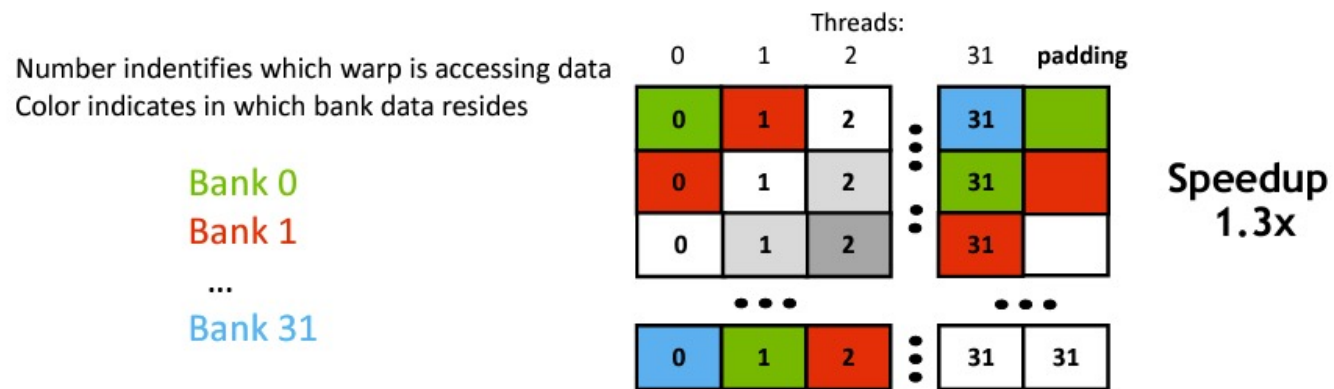 Threads:
0 1 2 31 padding
Number indentifies which warp is accessing data
Color indicates in which bank data resides
0 1 2 31
Bank 0
0 1 2 31
Speedup
1.3x
Bank 1
0 1 2 31
...
Bank 31
0 1 2 31 31